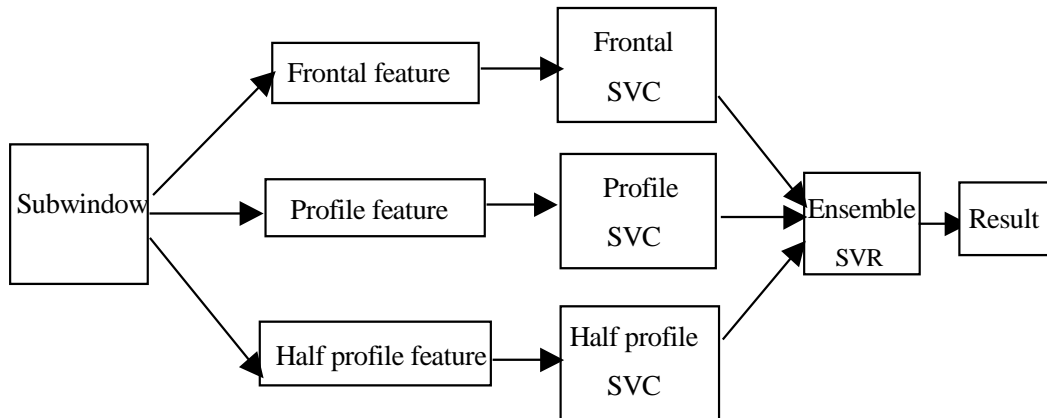 Subwindow
Frontal feature
Frontal
SVC
Profile feature
Profile
SVC
Half profile feature
Half profile
SVC
Ensemble
SVR
Result